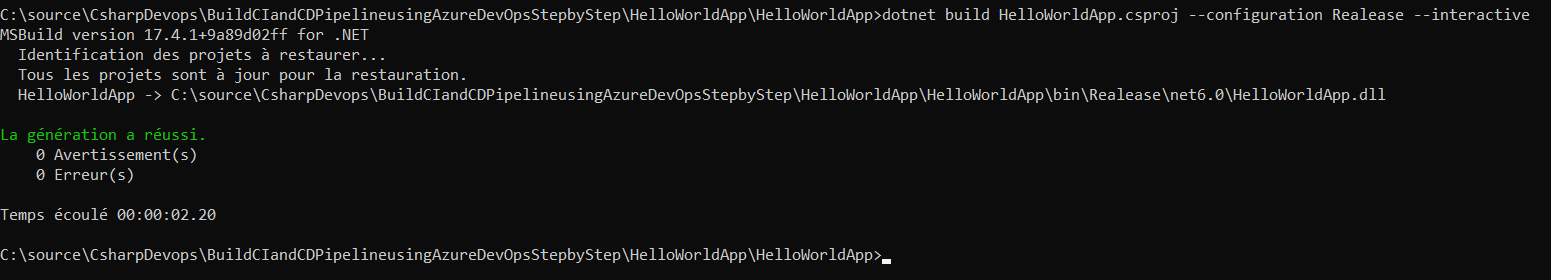 C:\source\CsharpDevops\BuildCIandCDPipelineusingAzureDevOpsStepbyStep\HelloWorldApp\HelloWorldApp>dotnet build HelloWorldApp.csproj --configuration Realease --interactive
MSBuild version 17.4.1+9a89d02ff for .NET
  Identification des projets à restaurer...
  Tous les projets sont à jour pour la restauration.
  HelloWorldApp -> C:\source\CsharpDevops\BuildCIandCDPipelineusingAzureDevOpsStepbyStep\HelloWorldApp\HelloWorldApp\bin\Realease\net6.0\HelloWorldApp.dll
La génération a réussi.
    0 Avertissement(s)
    0 Erreur(s)
Temps écoulé 00:00:02.20
C:\source\CsharpDevops\BuildCIandCDPipelineusingAzureDevOpsStepbyStep\HelloWorldApp\HelloWorldApp>